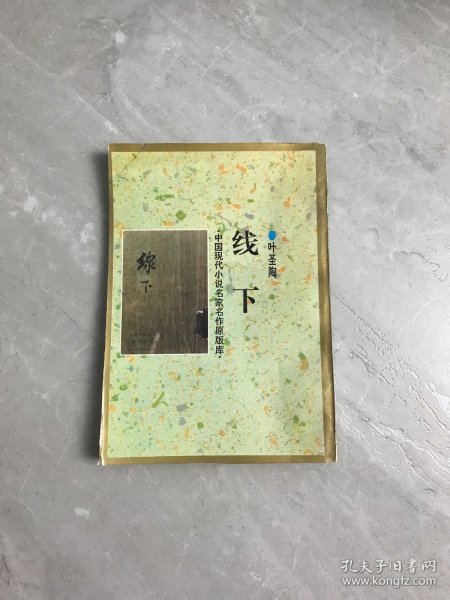 叶圣陶
线下
·中国现代小说名家名作原版库·
線下
孔夫子旧书网
www.kongfz.com